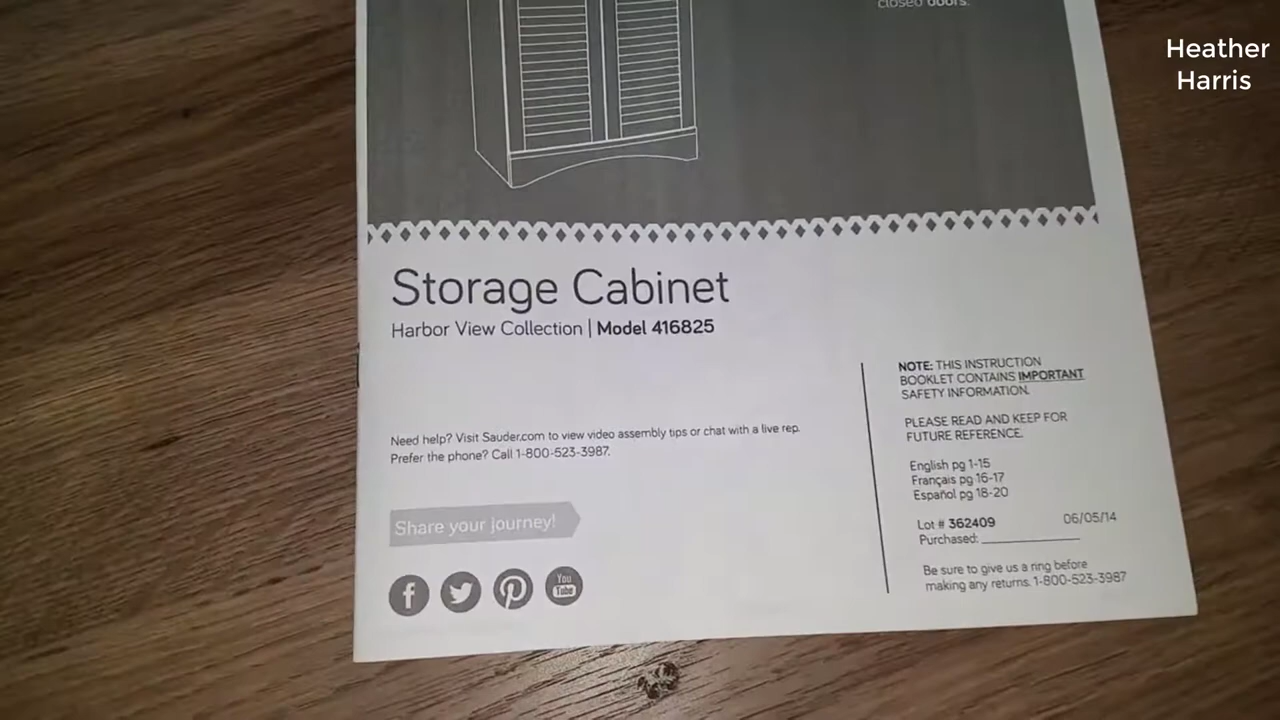 closed doors.
Heather
Harris
Storage Cabinet
Harbor View Collection | Model 416825
Need help? Visit Sauder.com to view video assembly tips or chat with a live rep.
Prefer the phone? Call 1-800-523-3987.
Share your journey!
f
You
Tube
NOTE: THIS INSTRUCTION
BOOKLET CONTAINS IMPORTANT
SAFETY INFORMATION.
PLEASE READ AND KEEP FOR
FUTURE REFERENCE.
English pg 1-15
Français pg 16-17
Español pg 18-20
Lot # 362409 06/05/14
Purchased: ____________
Be sure to give us a ring before
making any returns. 1-800-523-3987